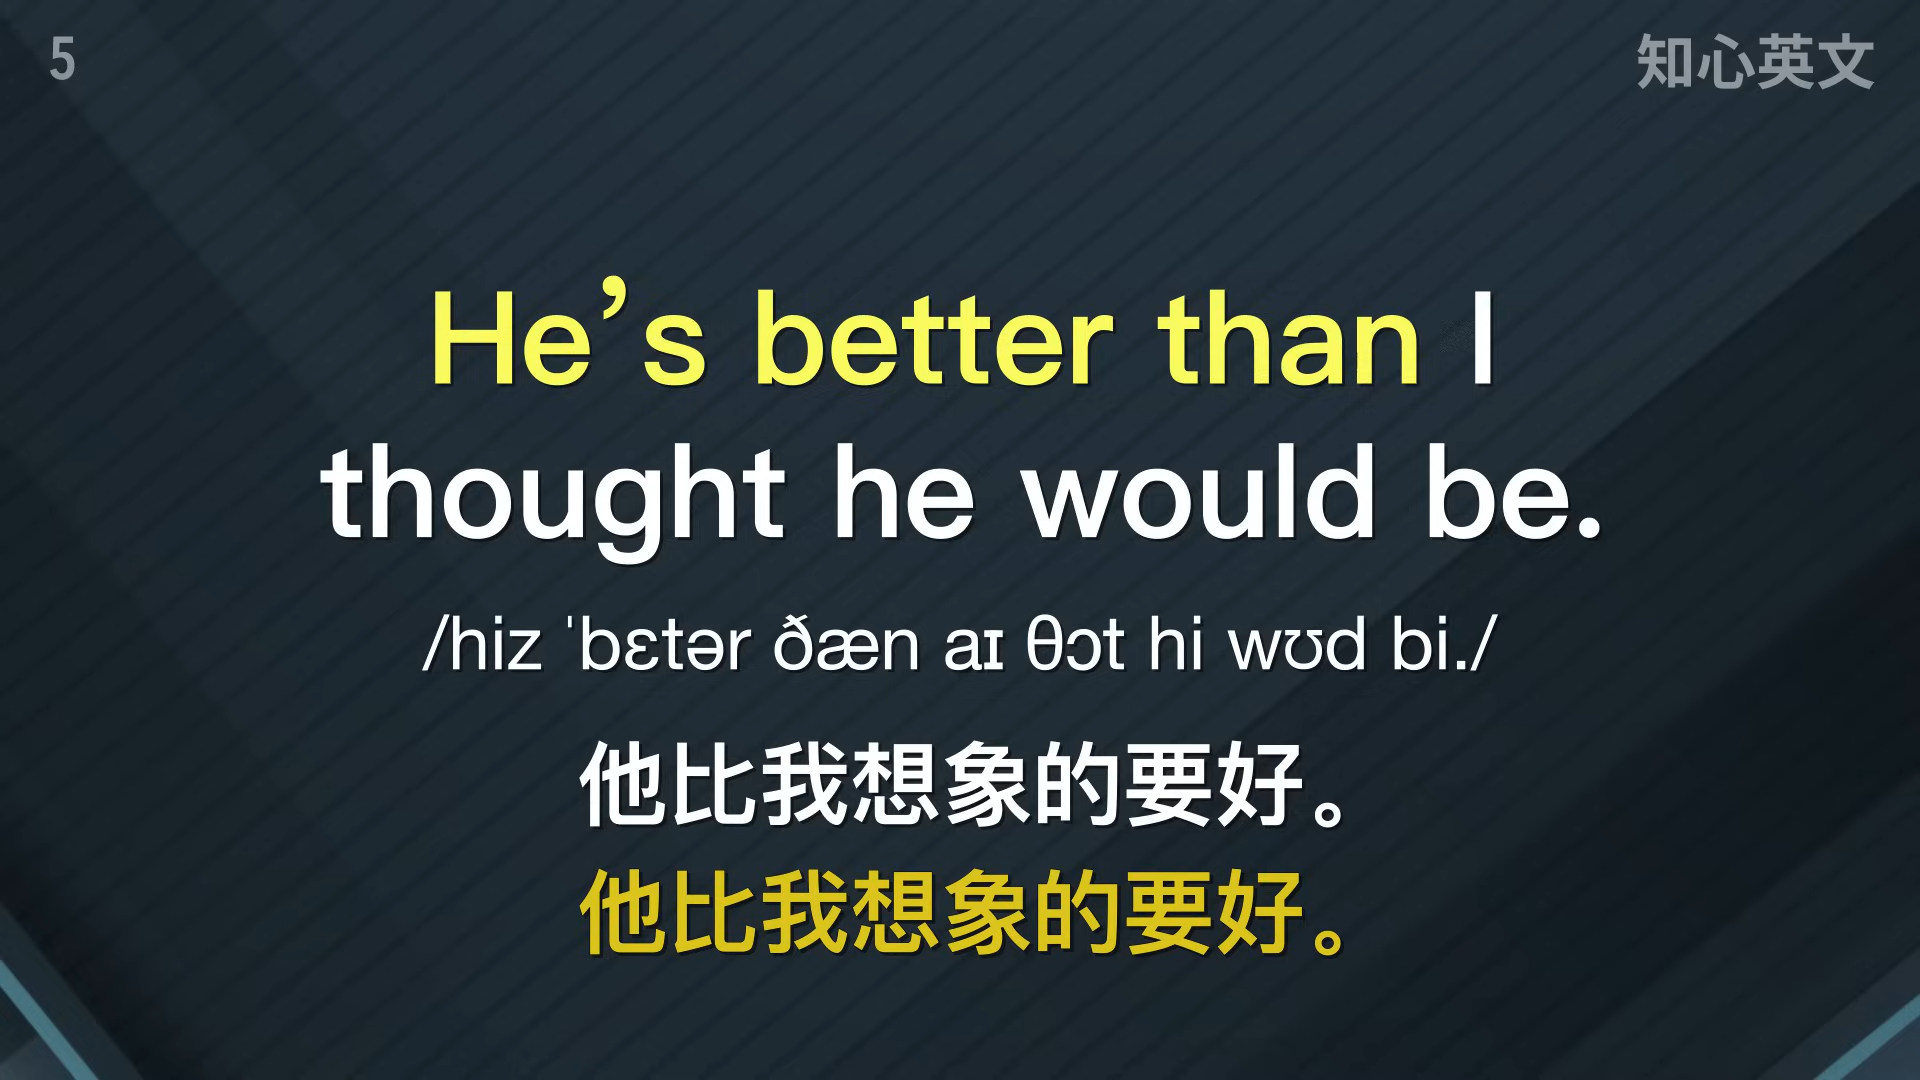 5
知心英文
He’s better than I
thought he would be.
/hiz ˈbɛtər ðæn aɪ θɔt hi wʊd bi./
他比我想象的要好。
他比我想象的要好。